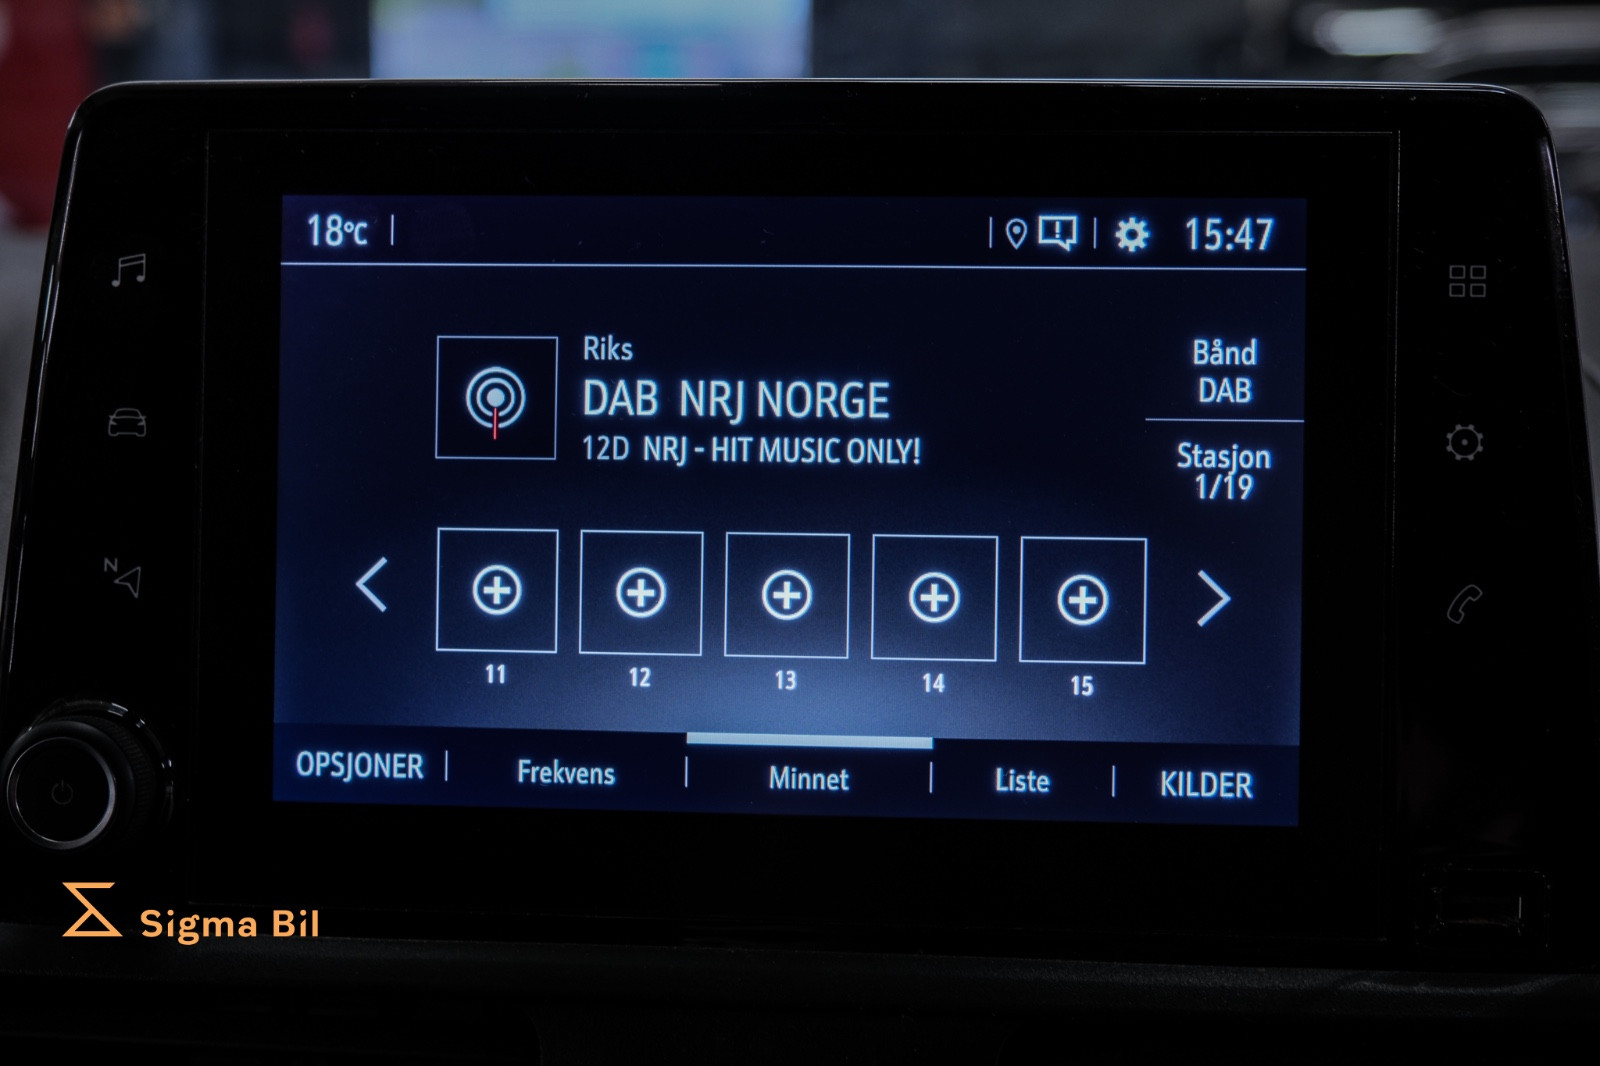 18°C
15:47
Riks
DAB NRJ NORGE
12D NRJ - HIT MUSIC ONLY!
Bånd
DAB
Stasjon
1/19
11 12 13 14 15
OPSJONER Frekvens Minnet Liste KILDER
N
Sigma Bil